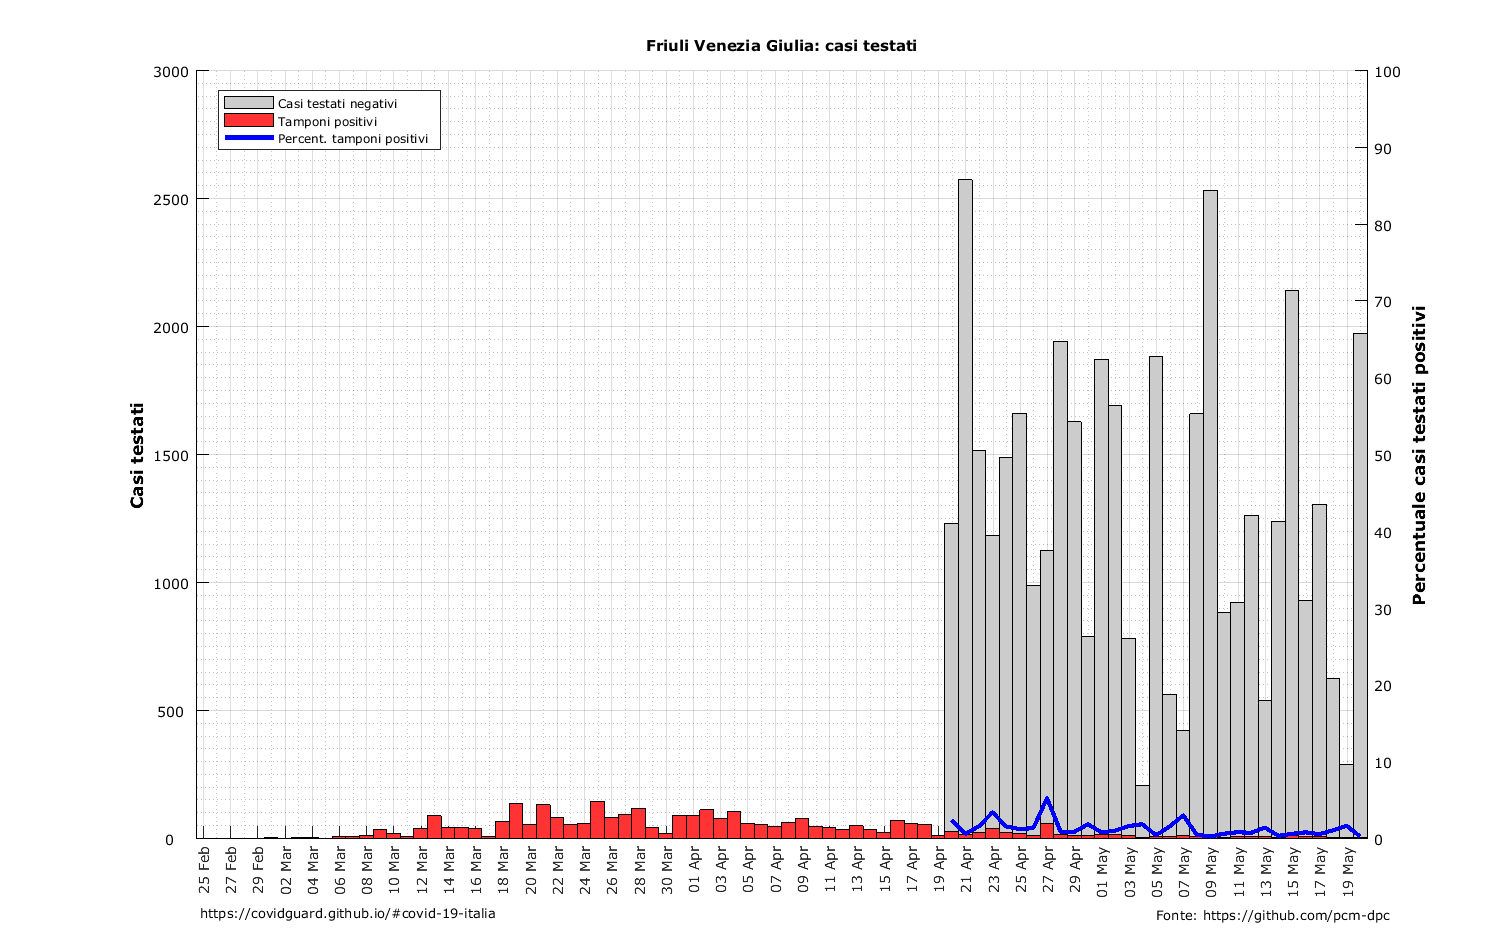 Friuli Venezia Giulia: casi testati
Casi testati negativi
Tamponi positivi
Percent. tamponi positivi
Casi testati
3000
2500
2000
1500
1000
500
0
100
90
80
70
60
50
40
30
20
10
0
Percentuale casi testati positivi
25 Feb
27 Feb
29 Feb
02 Mar
04 Mar
06 Mar
08 Mar
10 Mar
12 Mar
14 Mar
16 Mar
18 Mar
20 Mar
22 Mar
24 Mar
26 Mar
28 Mar
30 Mar
01 Apr
03 Apr
05 Apr
07 Apr
09 Apr
11 Apr
13 Apr
15 Apr
17 Apr
19 Apr
21 Apr
23 Apr
25 Apr
27 Apr
29 Apr
01 May
03 May
05 May
07 May
09 May
11 May
13 May
15 May
17 May
19 May
https://covidguard.github.io/#covid-19-italia
Fonte: https://github.com/pcm-dpc